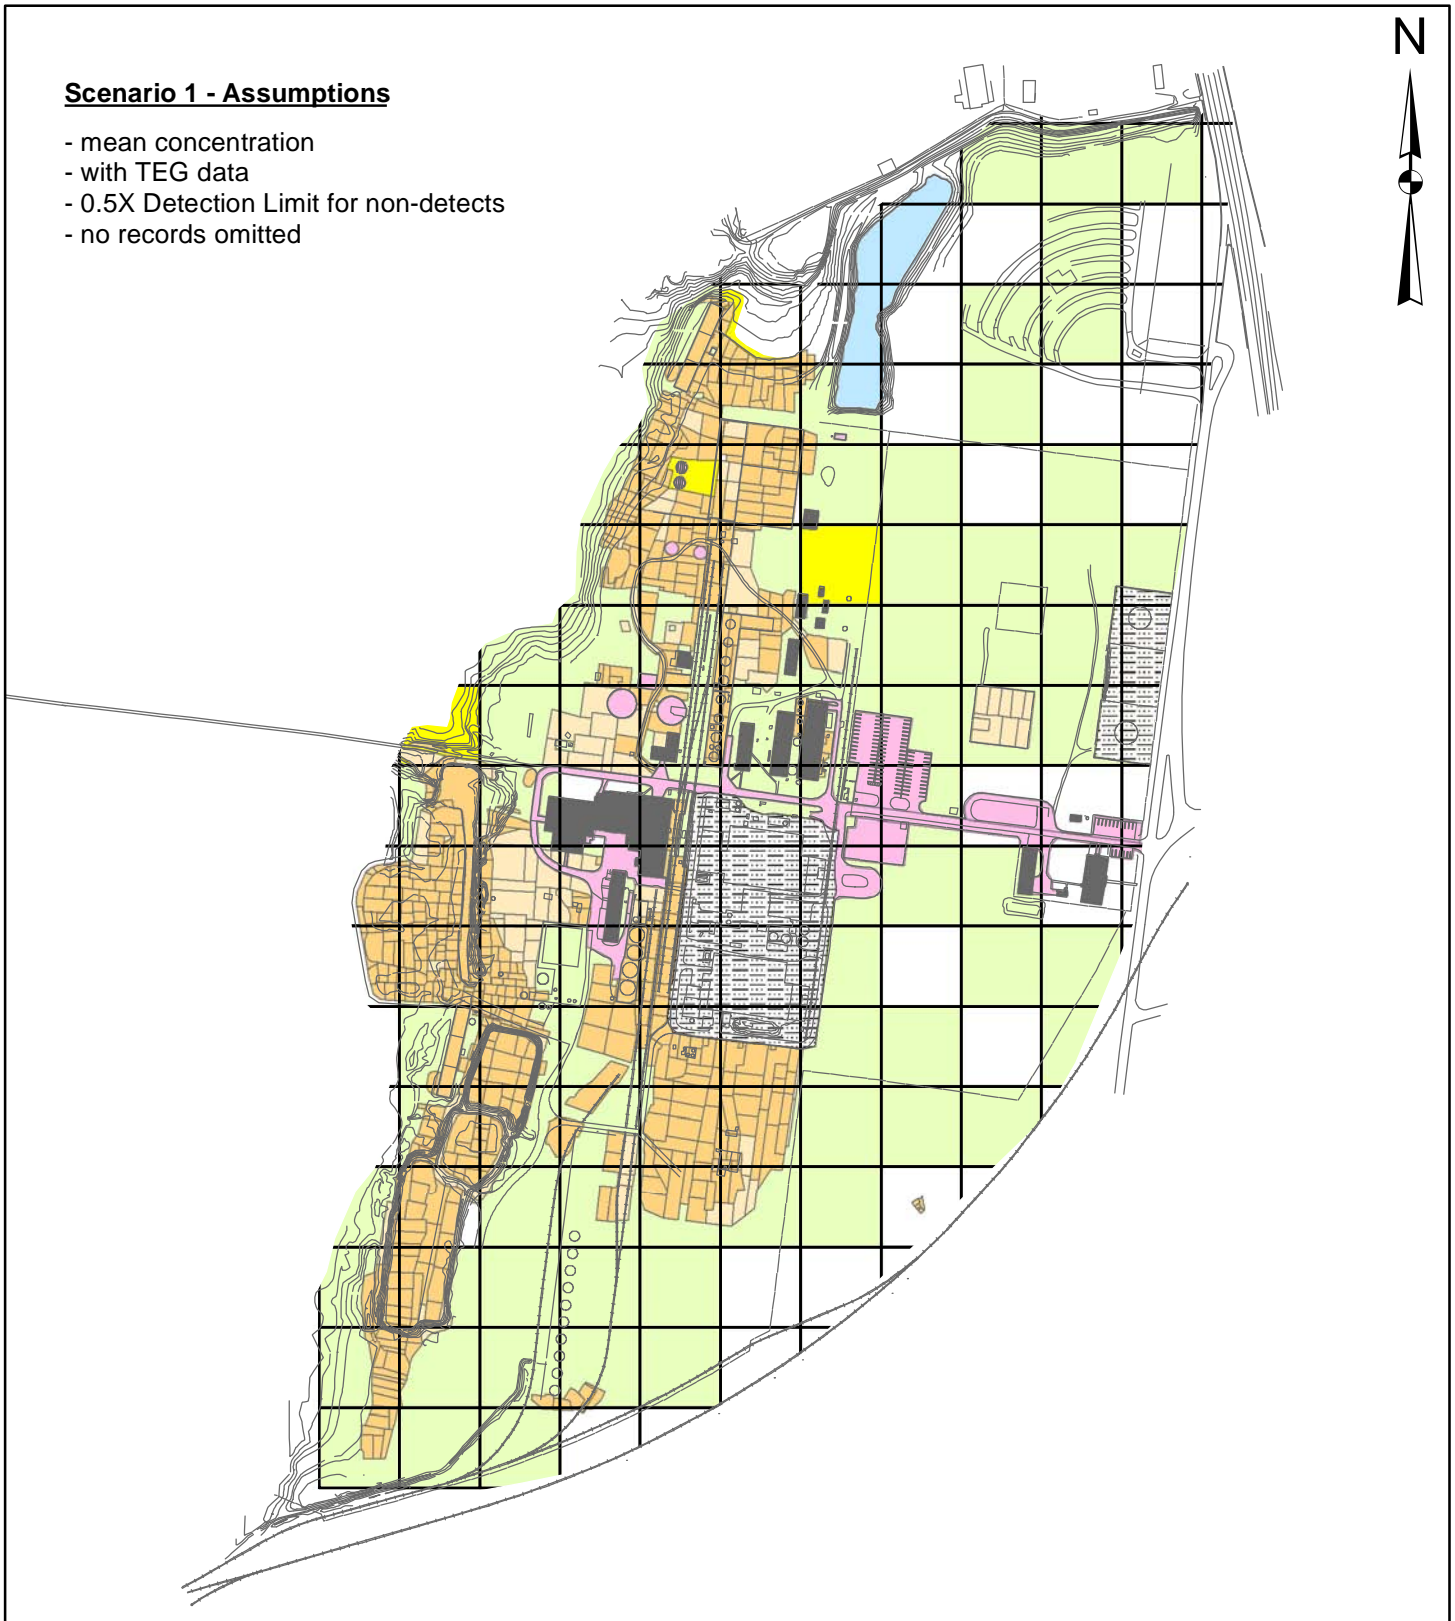 N
Scenario 1 - Assumptions
- mean concentration
- with TEG data
- 0.5X Detection Limit for non-detects
- no records omitted